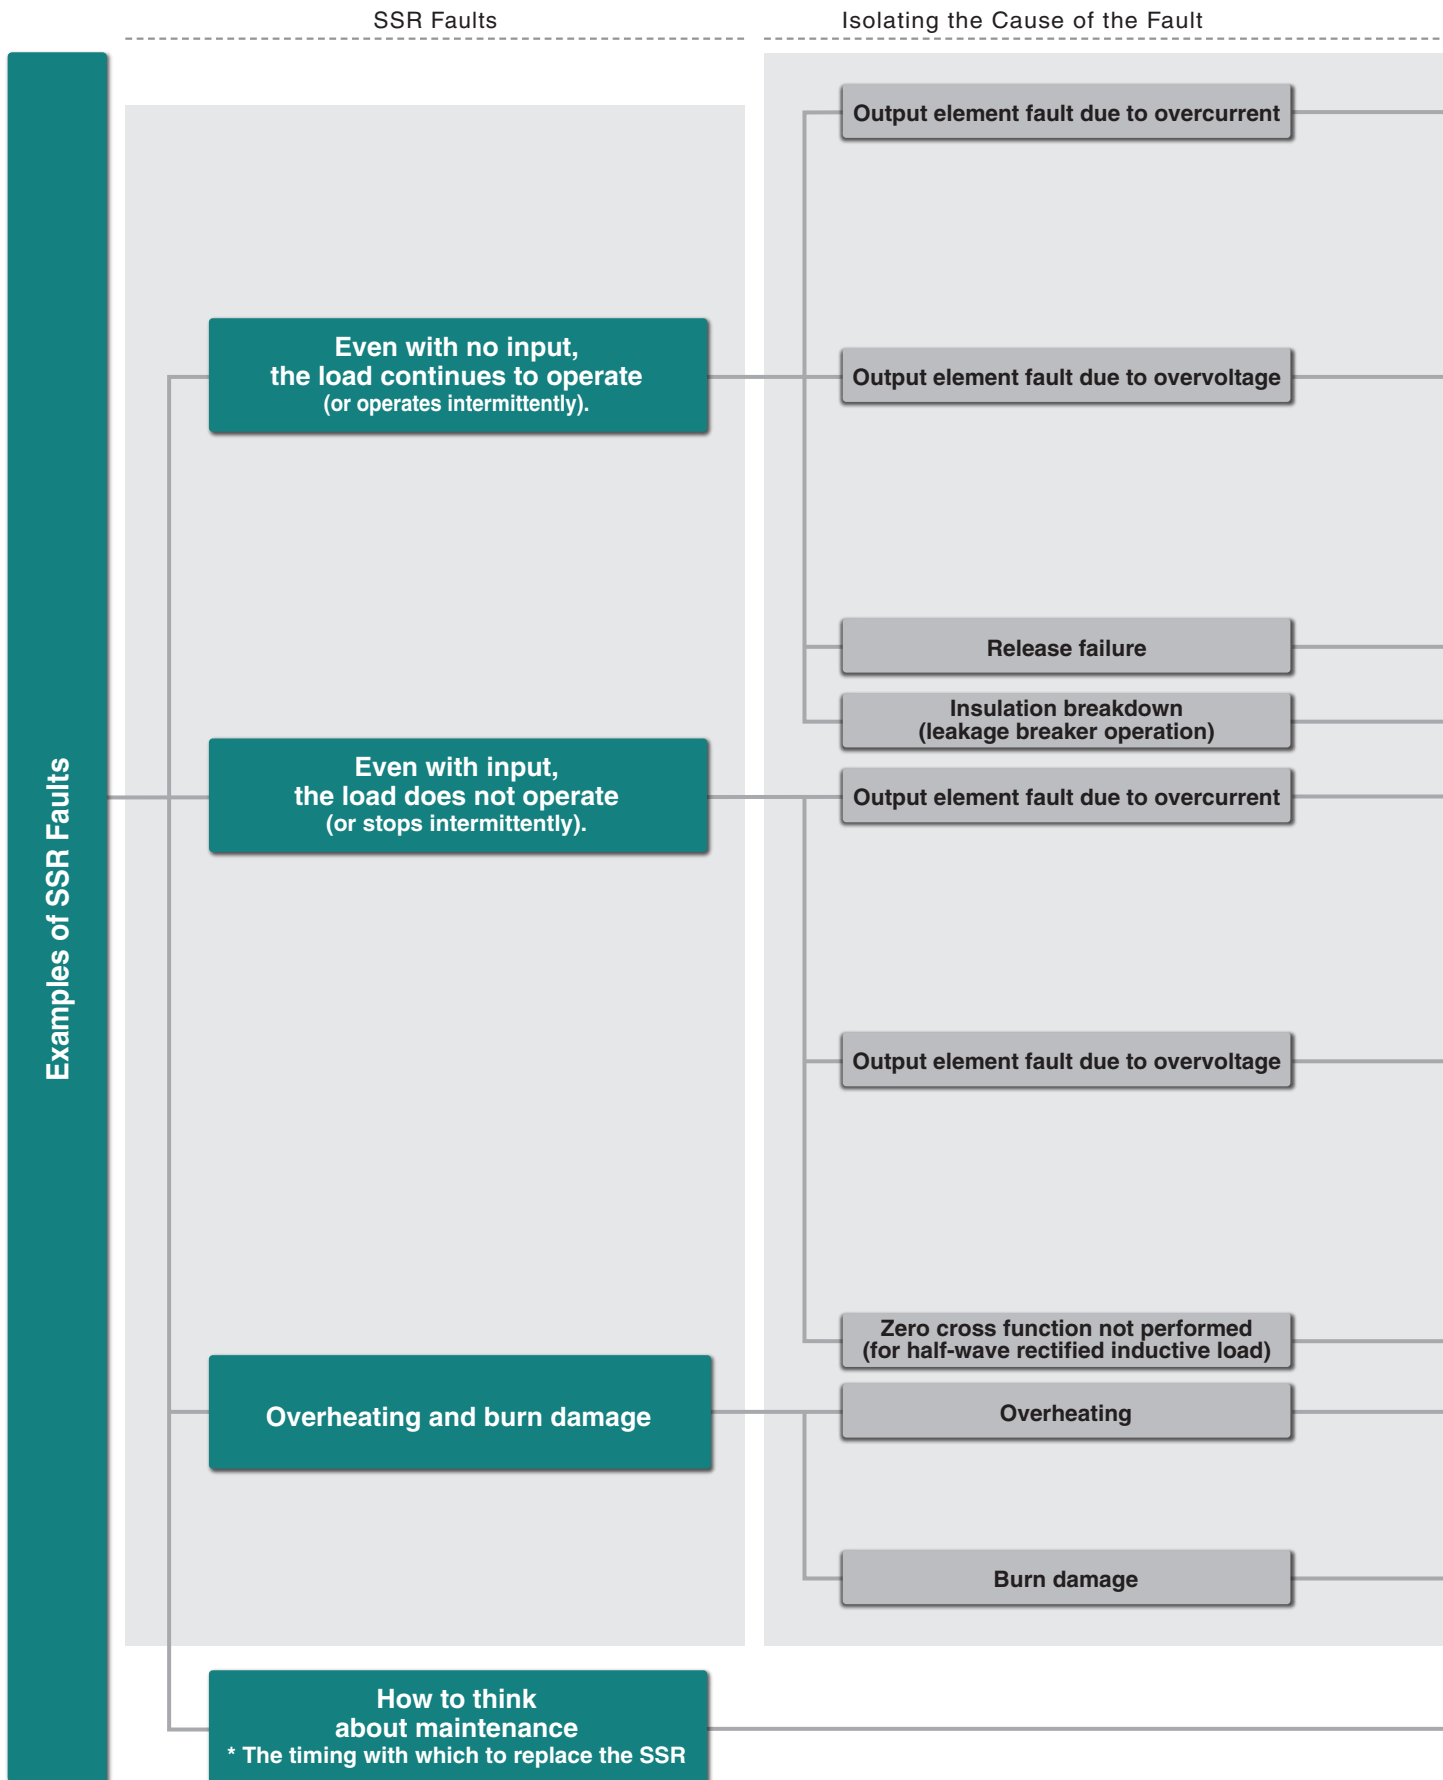 SSR Faults
Isolating the Cause of the Fault
Examples of SSR Faults
Even with no input,
the load continues to operate
(or operates intermittently).
Output element fault due to overcurrent
Output element fault due to overvoltage
Release failure
Insulation breakdown
(leakage breaker operation)
Even with input,
the load does not operate
(or stops intermittently).
Output element fault due to overcurrent
Output element fault due to overvoltage
Zero cross function not performed
(for half-wave rectified inductive load)
Overheating and burn damage
Overheating
Burn damage
How to think
about maintenance
* The timing with which to replace the SSR